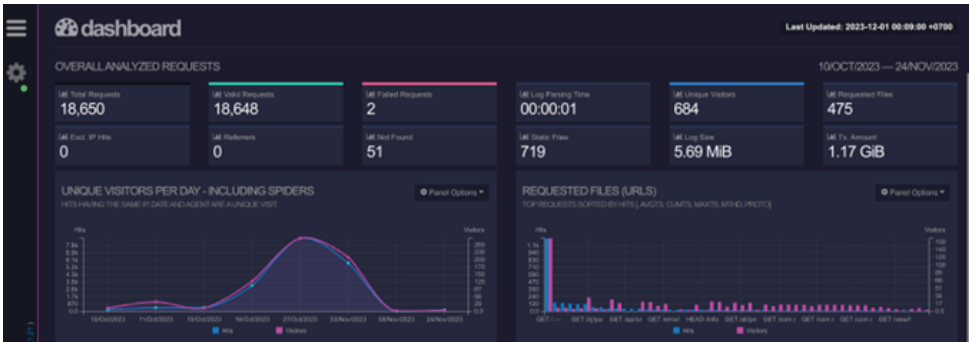 dashboard
Last Updated: 2023-12-01 00:09:00 +0700
OVERALL ANALYZED REQUESTS
10/OCT/2023 — 24/NOV/2023
Total Requests
18,650
Valid Requests
18,648
Failed Requests
2
Log Parsing Time
00:00:01
Unique Visitors
684
Requested Files
475
Excl. IP Hits
0
Referrers
0
Not Found
51
Static Files
719
Log Size
5.69 MiB
Tx. Amount
1.17 GiB
UNIQUE VISITORS PER DAY - INCLUDING SPIDERS
Panel Options
HITS HAVING THE SAME IP, DATE AND AGENT ARE A UNIQUE VISIT.
Hits
Visitors
10/Oct/2023 11/Oct/2023 15/Oct/2023 16/Oct/2023 27/Oct/2023 03/Nov/2023 09/Nov/2023 24/Nov/2023
Hits Visitors
REQUESTED FILES (URLS)
Panel Options
TOP REQUESTS SORTED BY HITS [, AVGTS, CUMTS, MAXTS, MTHD, PROTO]
Hits
Visitors
Hits Visitors